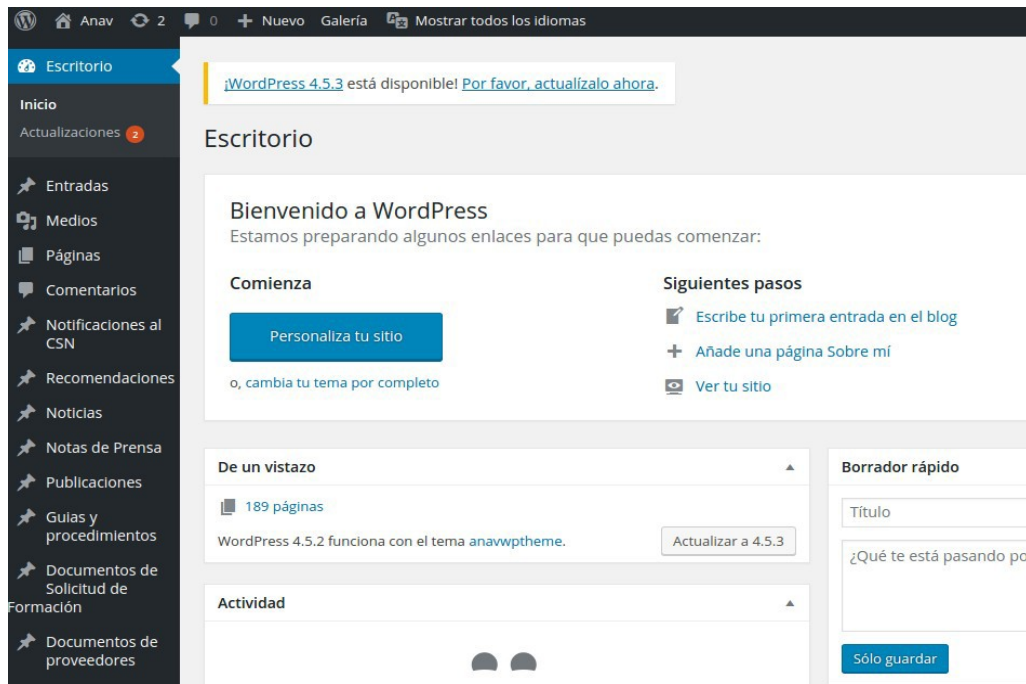 Anav 2 0 Nuevo Galería Mostrar todos los idiomas
Escritorio
Inicio
Actualizaciones 2
Entradas
Medios
Páginas
Comentarios
Notificaciones al
CSN
Recomendaciones
Noticias
Notas de Prensa
Publicaciones
Guias y
procedimientos
Documentos de
Solicitud de
Formación
Documentos de
proveedores
¡WordPress 4.5.3 está disponible! Por favor, actualízalo ahora.
Escritorio
Bienvenido a WordPress
Estamos preparando algunos enlaces para que puedas comenzar:
Comienza
Personaliza tu sitio
o, cambia tu tema por completo
Siguientes pasos
Escribe tu primera entrada en el blog
Añade una página Sobre mí
Ver tu sitio
De un vistazo
189 páginas
WordPress 4.5.2 funciona con el tema anavwptheme.
Actualizar a 4.5.3
Actividad
Borrador rápido
Título
¿Qué te está pasando po
Sólo guardar